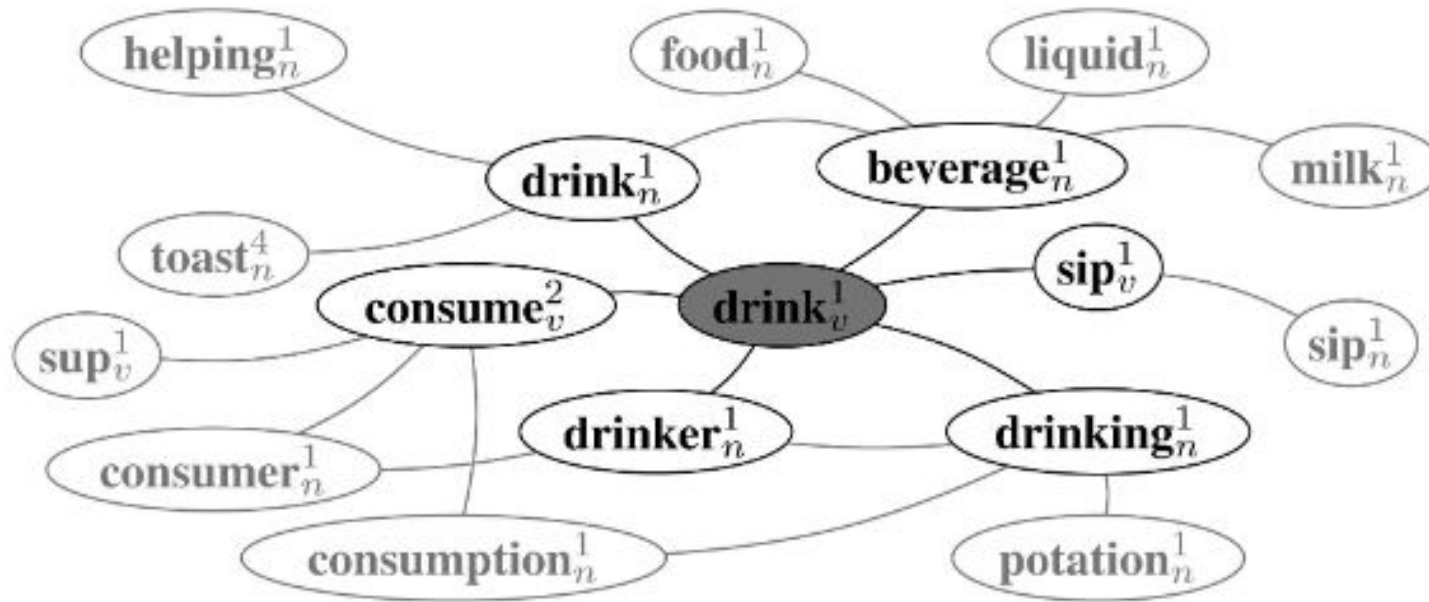 helping¹ₙ
food¹ₙ
liquid¹ₙ
drink¹ₙ
beverage¹ₙ
milk¹ₙ
toast⁴ₙ
consume²ᵥ
drink¹ᵥ
sip¹ᵥ
sup¹ᵥ
sip¹ₙ
drinker¹ₙ
drinking¹ₙ
consumer¹ₙ
consumption¹ₙ
potation¹ₙ